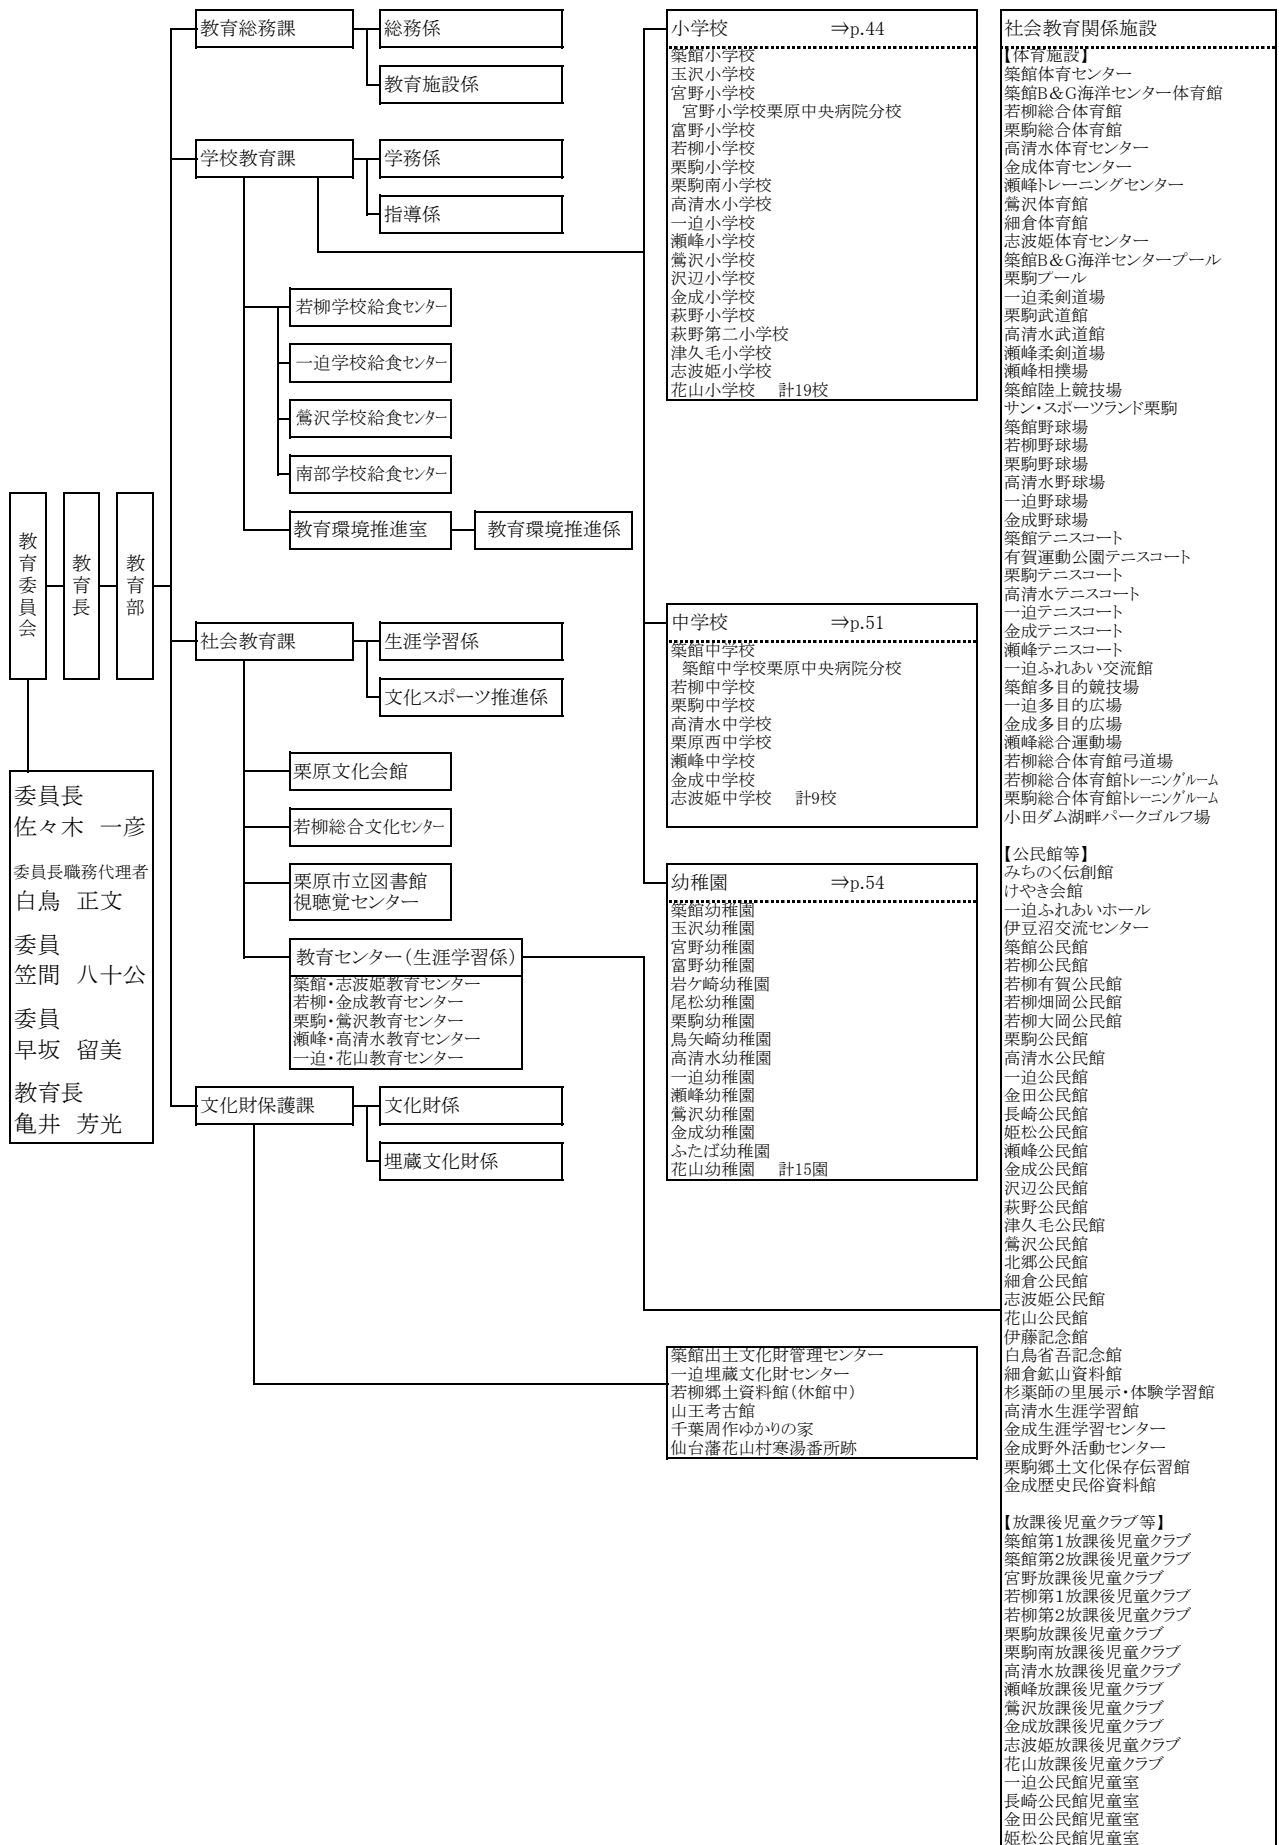 教育委員会
教育長
教育部
委員長
佐々木 一彦
委員長職務代理者
白鳥 正文
委員
笠間 八十公
委員
早坂 留美
教育長
亀井 芳光
教育総務課
総務係
教育施設係
学校教育課
学務係
指導係
若柳学校給食センター
一迫学校給食センター
鶯沢学校給食センター
南部学校給食センター
教育環境推進室
教育環境推進係
社会教育課
生涯学習係
文化スポーツ推進係
栗原文化会館
若柳総合文化センター
栗原市立図書館
視聴覚センター
教育センター(生涯学習係)
築館・志波姫教育センター
若柳・金成教育センター
栗駒・鶯沢教育センター
瀬峰・高清水教育センター
一迫・花山教育センター
文化財保護課
文化財係
埋蔵文化財係
小学校 ⇒p.44
築館小学校
玉沢小学校
宮野小学校
宮野小学校栗原中央病院分校
富野小学校
若柳小学校
栗駒小学校
栗駒南小学校
高清水小学校
一迫小学校
瀬峰小学校
鶯沢小学校
沢辺小学校
金成小学校
萩野小学校
萩野第二小学校
津久毛小学校
志波姫小学校
花山小学校 計19校
中学校 ⇒p.51
築館中学校
築館中学校栗原中央病院分校
若柳中学校
栗駒中学校
高清水中学校
栗原西中学校
瀬峰中学校
金成中学校
志波姫中学校 計9校
幼稚園 ⇒p.54
築館幼稚園
玉沢幼稚園
宮野幼稚園
富野幼稚園
岩ケ崎幼稚園
尾松幼稚園
栗駒幼稚園
鳥矢崎幼稚園
高清水幼稚園
一迫幼稚園
瀬峰幼稚園
鶯沢幼稚園
金成幼稚園
ふたば幼稚園
花山幼稚園 計15園
築館出土文化財管理センター
一迫埋蔵文化財センター
若柳郷土資料館(休館中)
山王考古館
千葉周作ゆかりの家
仙台藩花山村寒湯番所跡
社会教育関係施設
【体育施設】
築館体育センター
築館B&G海洋センター体育館
若柳総合体育館
栗駒総合体育館
高清水体育センター
金成体育センター
瀬峰トレーニングセンター
鶯沢体育館
細倉体育館
志波姫体育センター
築館B&G海洋センタープール
栗駒プール
一迫柔剣道場
栗駒武道館
高清水武道館
瀬峰柔剣道場
瀬峰相撲場
築館陸上競技場
サン・スポーツランド栗駒
築館野球場
若柳野球場
栗駒野球場
高清水野球場
一迫野球場
金成野球場
築館テニスコート
有賀運動公園テニスコート
栗駒テニスコート
高清水テニスコート
一迫テニスコート
金成テニスコート
瀬峰テニスコート
一迫ふれあい交流館
築館多目的競技場
一迫多目的広場
金成多目的広場
瀬峰総合運動場
若柳総合体育館弓道場
若柳総合体育館トレーニングルーム
栗駒総合体育館トレーニングルーム
小田ダム湖畔パークゴルフ場
【公民館等】
みちのく伝創館
けやき会館
一迫ふれあいホール
伊豆沼交流センター
築館公民館
若柳公民館
若柳有賀公民館
若柳畑岡公民館
若柳大岡公民館
栗駒公民館
高清水公民館
一迫公民館
金田公民館
長崎公民館
姫松公民館
瀬峰公民館
金成公民館
沢辺公民館
萩野公民館
津久毛公民館
鶯沢公民館
北郷公民館
細倉公民館
志波姫公民館
花山公民館
伊藤記念館
白鳥省吾記念館
細倉鉱山資料館
杉薬師の里展示・体験学習館
高清水生涯学習館
金成生涯学習センター
金成野外活動センター
栗駒郷土文化保存伝習館
金成歴史民俗資料館
【放課後児童クラブ等】
築館第1放課後児童クラブ
築館第2放課後児童クラブ
宮野放課後児童クラブ
若柳第1放課後児童クラブ
若柳第2放課後児童クラブ
栗駒放課後児童クラブ
栗駒南放課後児童クラブ
高清水放課後児童クラブ
瀬峰放課後児童クラブ
鶯沢放課後児童クラブ
金成放課後児童クラブ
志波姫放課後児童クラブ
花山放課後児童クラブ
一迫公民館児童室
長崎公民館児童室
金田公民館児童室
姫松公民館児童室